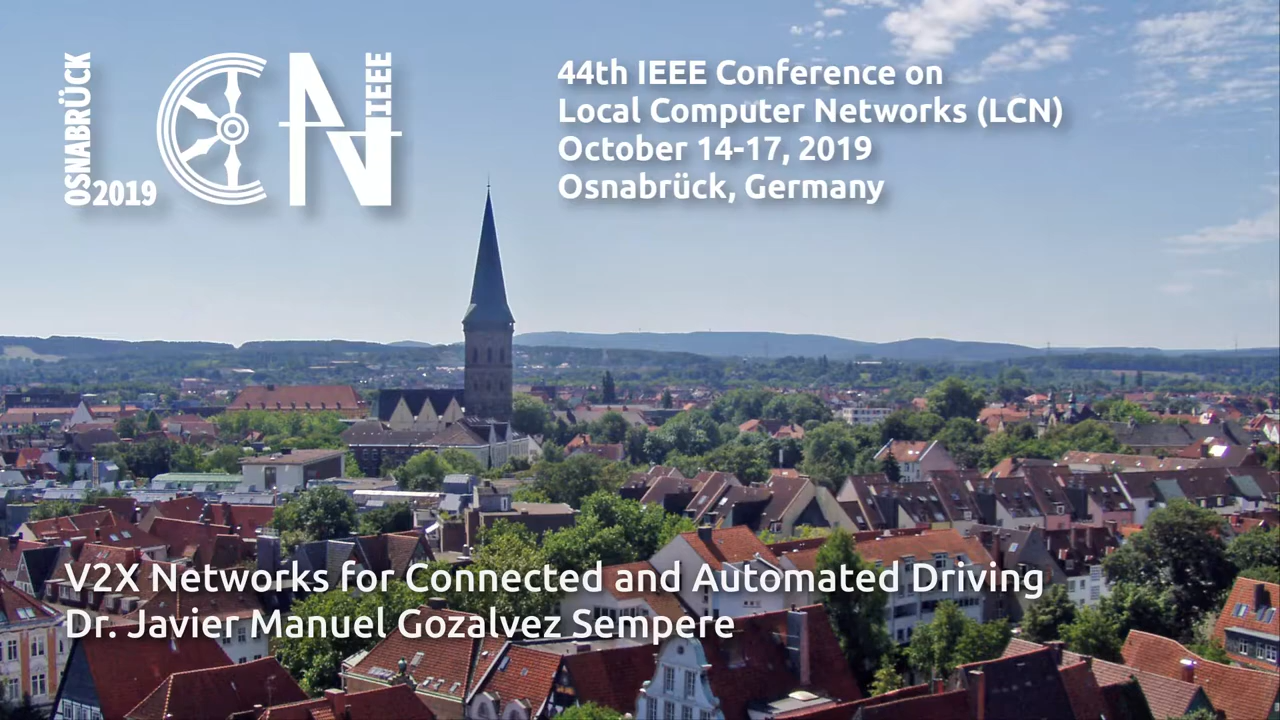 OSNABRÜCK
2019
LCN
IEEE
44th IEEE Conference on
Local Computer Networks (LCN)
October 14-17, 2019
Osnabrück, Germany
V2X Networks for Connected and Automated Driving
Dr. Javier Manuel Gozalvez Sempere